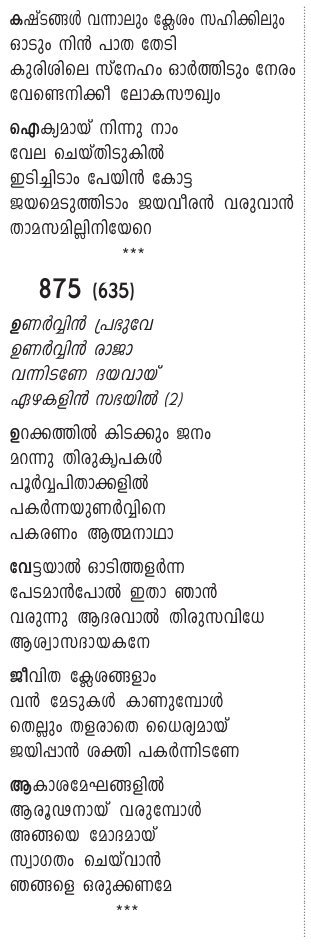 കഷ്ടങ്ങൾ വന്നാലും ക്ലേശം സഹിക്കിലും
ഓടും നിൻ പാത തേടി
കുരിശിലെ സ്നേഹം ഓർത്തിടും നേരം
വേണ്ടെനിക്കീ ലോകസൗഖ്യം
ഐക്യമായ് നിന്നു നാം
വേല ചെയ്തിടുകിൽ
ഇടിച്ചിടാം പേയിൻ കോട്ട
ജയമെടുത്തിടാം ജയവീരൻ വരുവാൻ
താമസമില്ലിനിയേറെ
***
875 (635)
ഉണർവ്വിൻ പ്രഭുവേ
ഉണർവ്വിൻ രാജാ
വന്നിടണേ ദയവായ്
ഏഴകളിൻ സഭയിൽ (2)
ഉറക്കത്തിൽ കിടക്കും ജനം
മറന്നു തിരുകൃപകൾ
പൂർവ്വപിതാക്കളിൽ
പകർന്നയുണർവ്വിനെ
പകരണം ആത്മനാഥാ
വേട്ടയാൽ ഓടിത്തളർന്ന
പേടമാൻപോൽ ഇതാ ഞാൻ
വരുന്നു ആദരവാൽ തിരുസവിധേ
ആശ്വാസദായകനേ
ജീവിത ക്ലേശങ്ങളാം
വൻ മേടുകൾ കാണുമ്പോൾ
തെല്ലും തളരാതെ ധൈര്യമായ്
ജയിപ്പാൻ ശക്തി പകർന്നിടണേ
ആകാശമേഘങ്ങളിൽ
ആരൂഢനായ് വരുമ്പോൾ
അങ്ങയെ മോദമായ്
സ്വാഗതം ചെയ്‌വാൻ
ഞങ്ങളെ ഒരുക്കണമേ
***